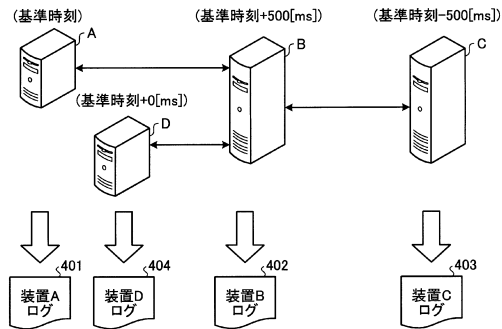 (基準時刻) (基準時刻+500[ms]) (基準時刻−500[ms])
A B C
(基準時刻+0[ms])
D
401 404 402 403
装置A 装置D 装置B 装置C
ログ ログ ログ ログ